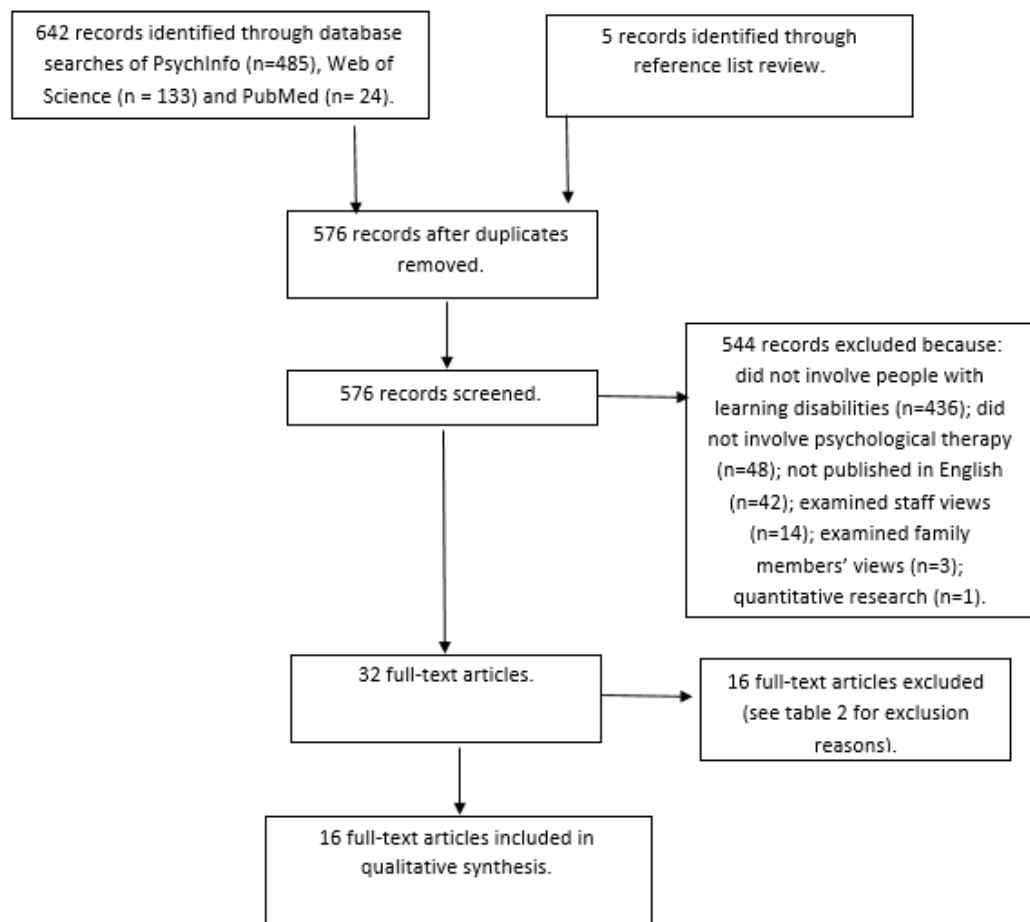 642 records identified through database
searches of PsychInfo (n=485), Web of
Science (n = 133) and PubMed (n= 24).
5 records identified through
reference list review.
576 records after duplicates
removed.
576 records screened.
544 records excluded because:
did not involve people with
learning disabilities (n=436); did
not involve psychological therapy
(n=48); not published in English
(n=42); examined staff views
(n=14); examined family
members’ views (n=3);
quantitative research (n=1).
32 full-text articles.
16 full-text articles excluded
(see table 2 for exclusion
reasons).
16 full-text articles included in
qualitative synthesis.